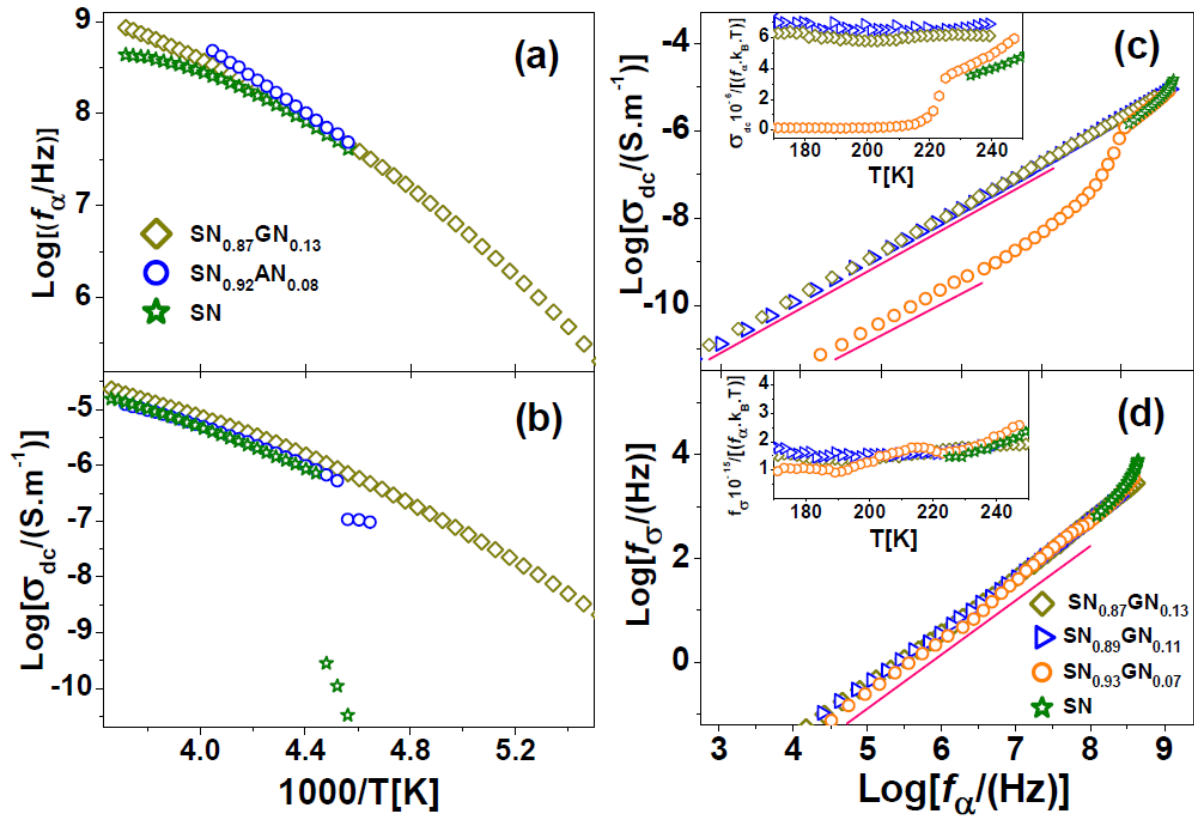 9
8
7
6
Log[(fα/Hz)
(a)
SN0.87GN0.13
SN0.92AN0.08
SN
-5
-6
-7
-8
-9
-10
Log[σdc/(S.m-1)
(b)
4.0 4.4 4.8 5.2
1000/T[K]
-4
-6
-8
-10
Log[σdc/(S.m-1)
(c)
6
4
2
0
σdc 10-6/[(fα.kB.T)]
180 200 220 240
T[K]
4
2
0
Log[fσ/(Hz)]
(d)
4
3
2
1
fσ 10-15/[(fα.kB.T)]
180 200 220 240
T[K]
SN0.87GN0.13
SN0.89GN0.11
SN0.93GN0.07
SN
3 4 5 6 7 8 9
Log[fα/(Hz)]